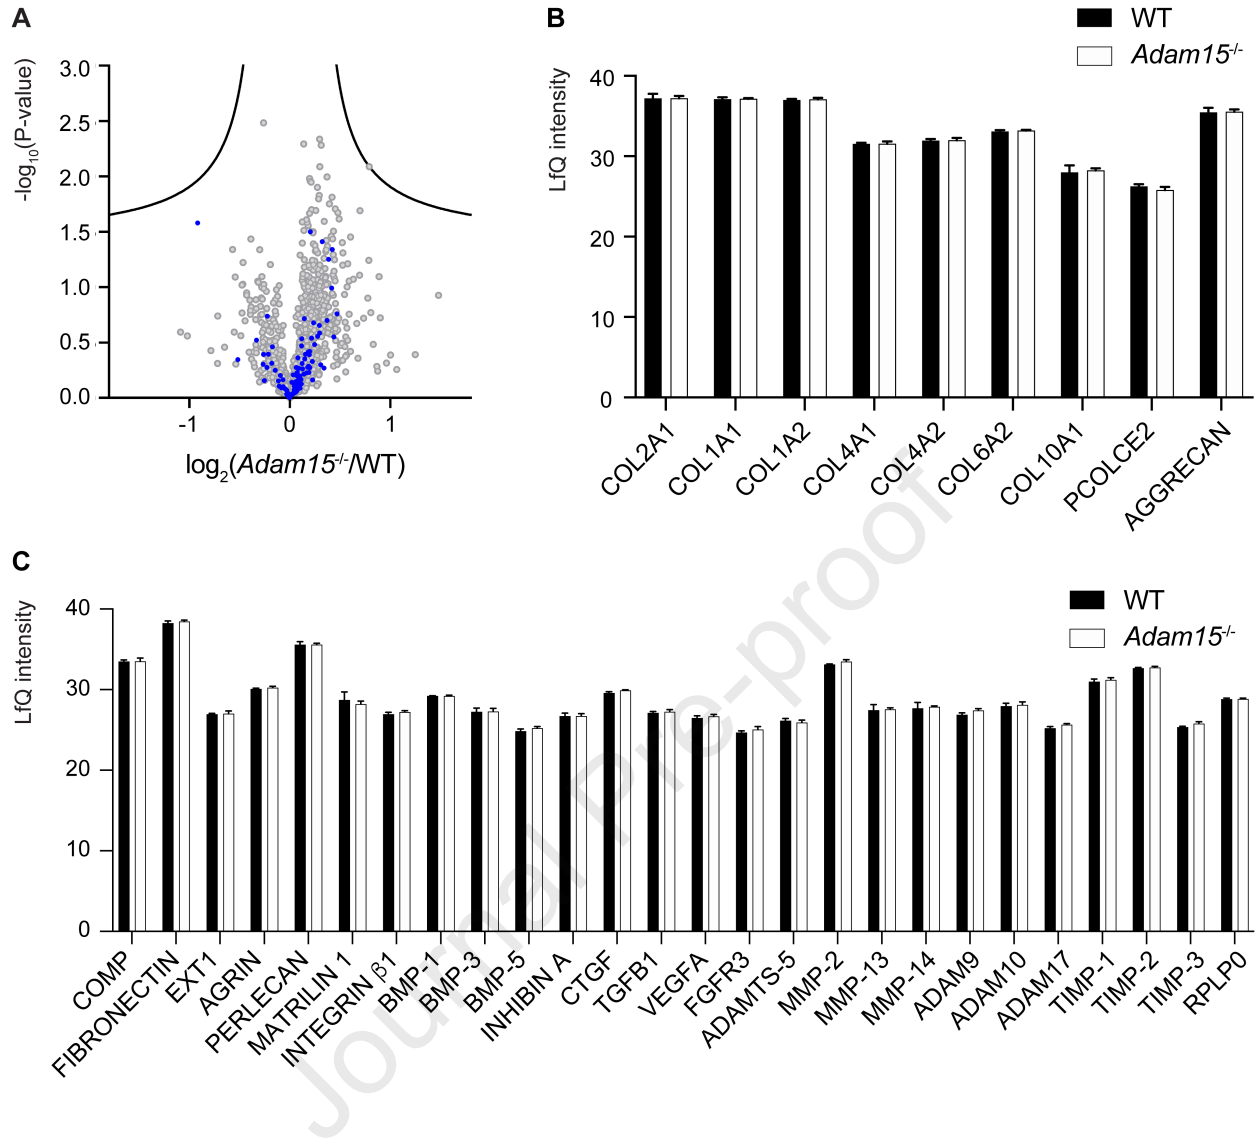 A
-log10(P-value)
3.0
2.5
2.0
1.5
1.0
0.5
0.0
-1
0
1
log2(Adam15-/-/WT)
B
WT
Adam15-/-
LfQ intensity
40
30
20
10
0
COL2A1
COL1A1
COL1A2
COL4A1
COL4A2
COL6A2
COL10A1
PCOLCE2
AGGRECAN
C
WT
Adam15-/-
LfQ intensity
40
30
20
10
0
COMP
FIBRONECTIN
EXT1
AGRIN
PERLECAN
MATRILIN 1
INTEGRIN β1
BMP-1
BMP-3
BMP-5
INHIBIN A
CTGF
TGFB1
VEGFA
FGFR3
ADAMTS-5
MMP-2
MMP-13
MMP-14
ADAM9
ADAM10
ADAM17
TIMP-1
TIMP-2
TIMP-3
RPLP0
Journal Pre-proof